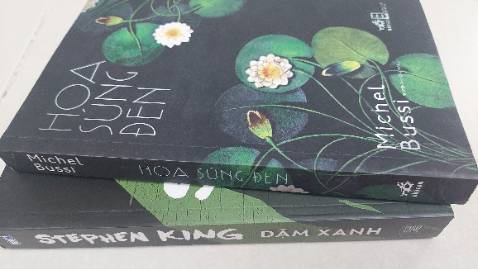 HOA
SÚNG
ĐEN
Michel
Bussi
Michel
Bussi
HOA SÚNG ĐEN
STEPHEN KING DẶM XANH